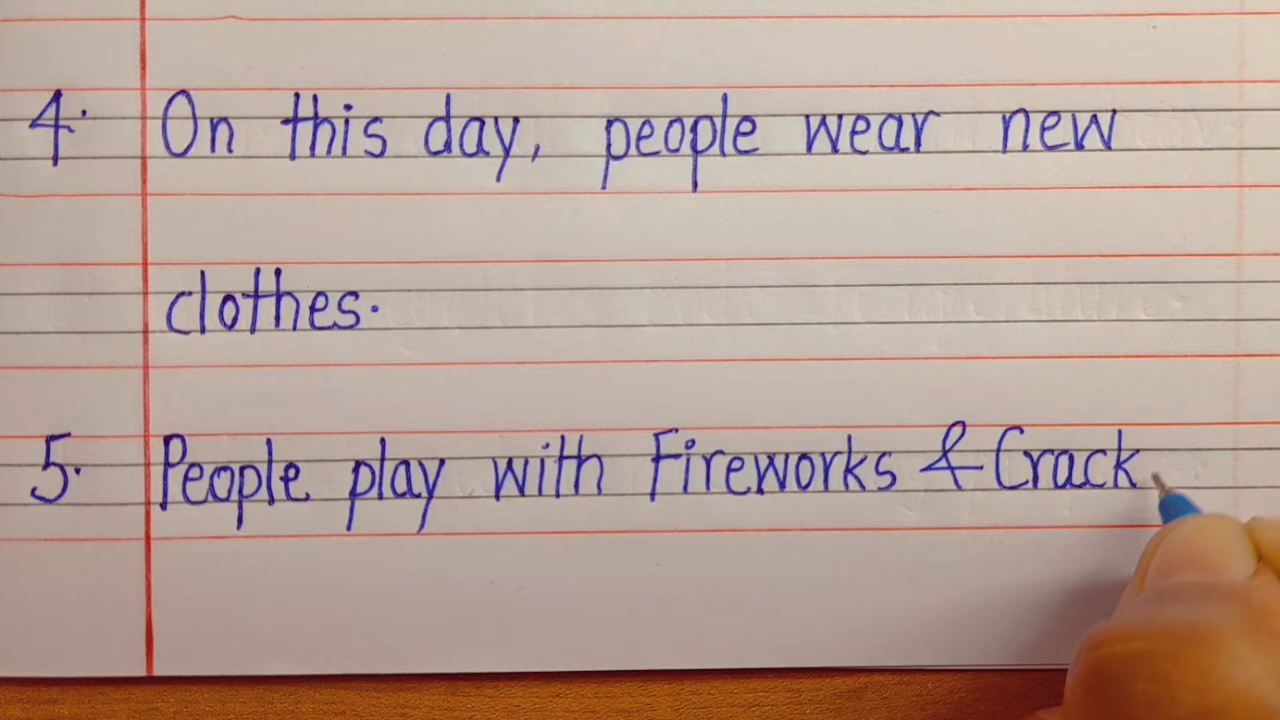 4. On this day, people wear new
clothes.
5. People play with Fireworks & Crack